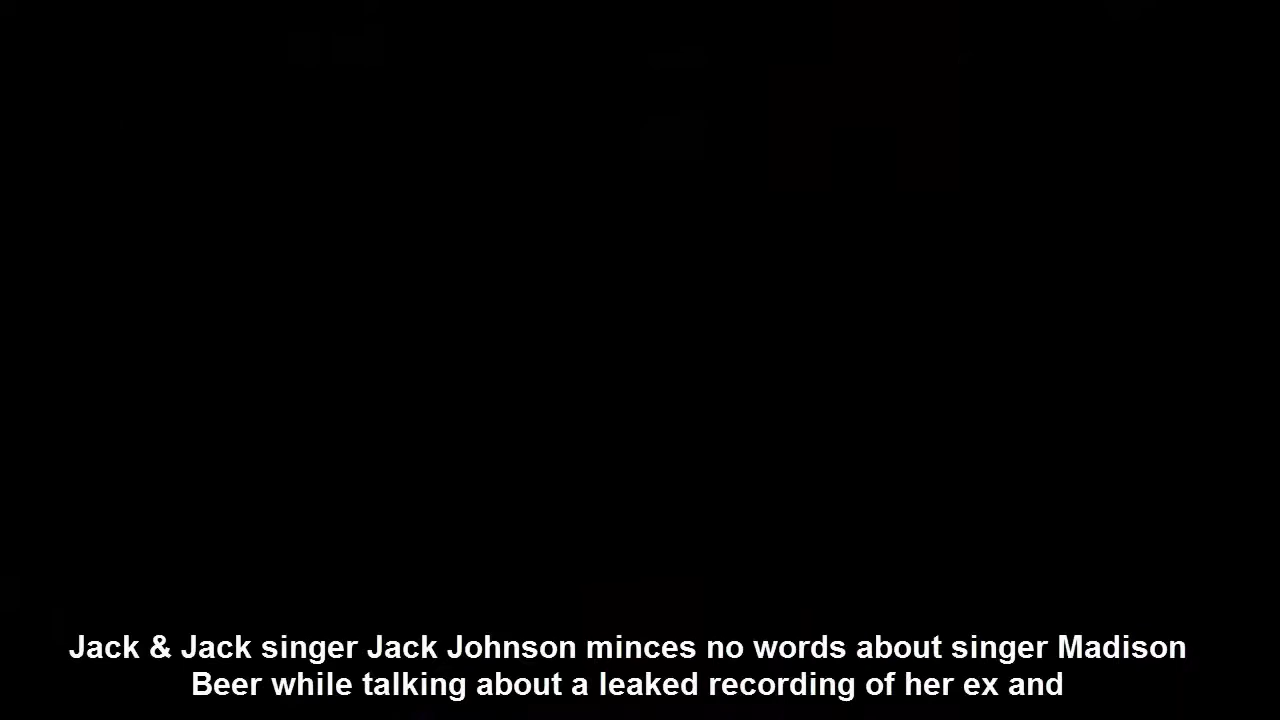 Jack & Jack singer Jack Johnson minces no words about singer Madison
Beer while talking about a leaked recording of her ex and